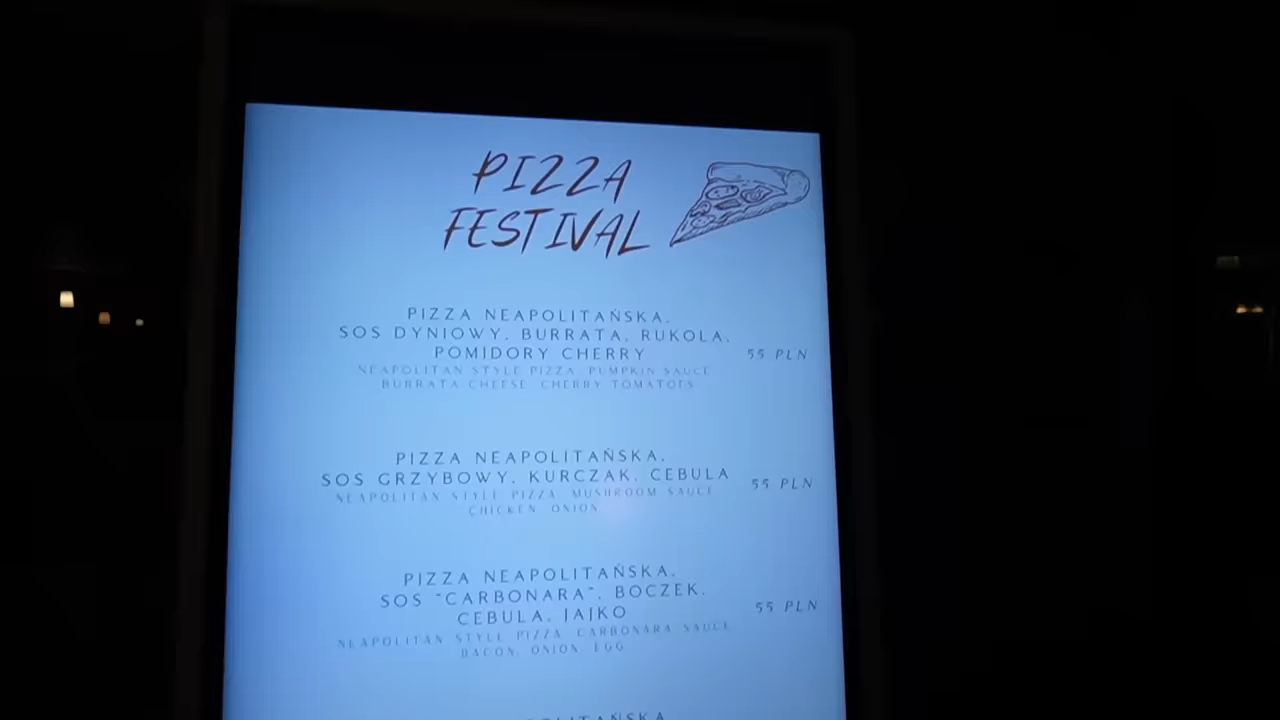 PIZZA
FESTIVAL
PIZZA NEAPOLITAŃSKA,
SOS DYNIOWY, BURRATA, RUKOLA,
POMIDORY CHERRY
55 PLN
NEAPOLITAN STYLE PIZZA, PUMPKIN SAUCE
BURRATA CHEESE, CHERRY TOMATOES
PIZZA NEAPOLITAŃSKA,
SOS GRZYBOWY, KURCZAK, CEBULA
55 PLN
NEAPOLITAN STYLE PIZZA, MUSHROOM SAUCE
CHICKEN, ONION
PIZZA NEAPOLITAŃSKA,
SOS "CARBONARA", BOCZEK,
CEBULA, JAJKO
55 PLN
NEAPOLITAN STYLE PIZZA, CARBONARA SAUCE
BACON, ONION, EGG